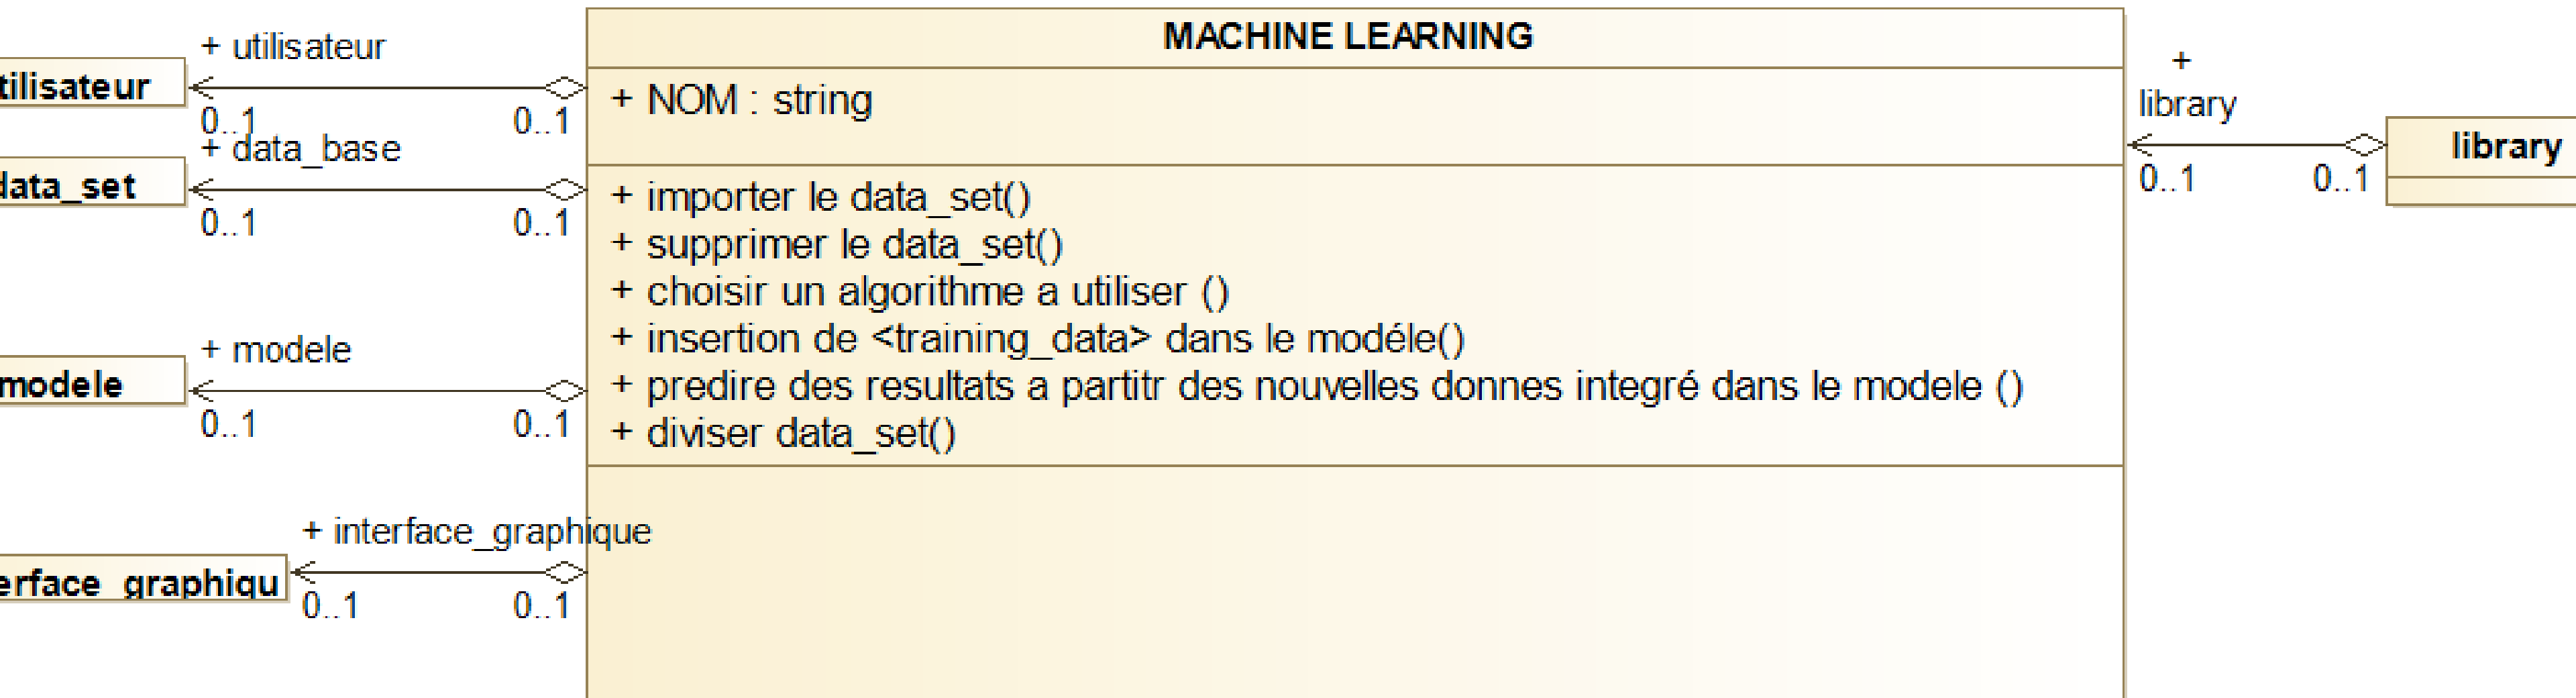 MACHINE LEARNING
+ NOM : string
+ importer le data_set()
+ supprimer le data_set()
+ choisir un algorithme a utiliser ()
+ insertion de <training_data> dans le modéle()
+ predire des resultats a partitr des nouvelles donnes integré dans le modele ()
+ diviser data_set()
+ utilisateur
tilisateur
0..1
0..1
+ data_base
data_set
0..1
0..1
+ modele
modele
0..1
0..1
+ interface_graphique
erface_graphiqu
0..1
0..1
+
library
library
0..1
0..1